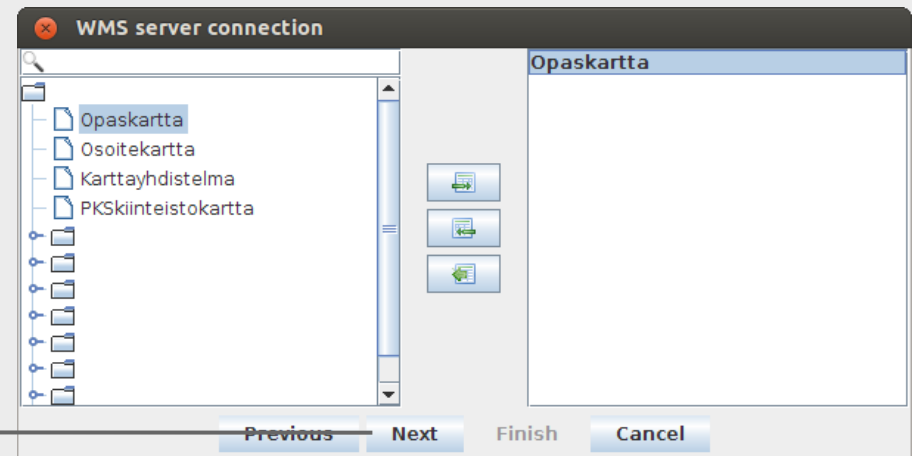 WMS server connection
Opaskartta
Opaskartta
Osoitekartta
Karttayhdistelma
PKSkiinteistokartta
Previous Next Finish Cancel